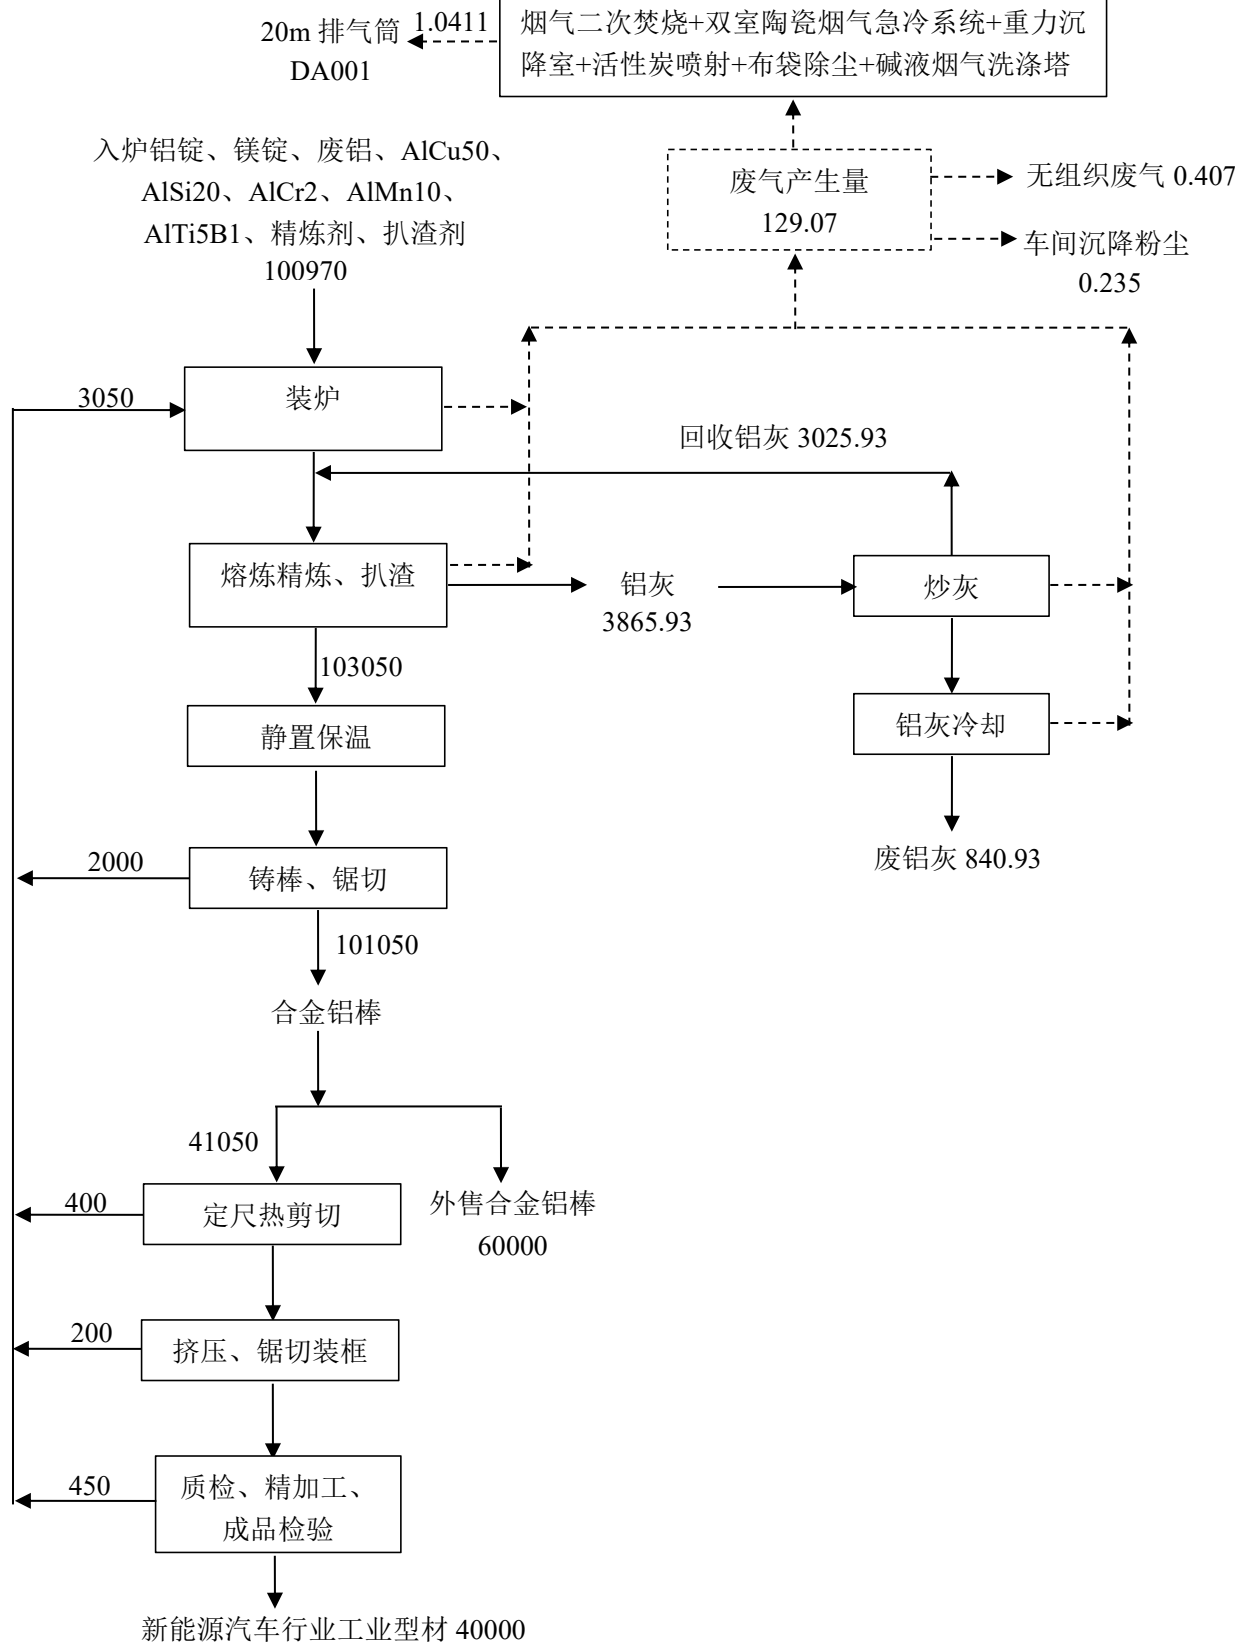 20m 排气筒
DA001
1.0411
烟气二次焚烧+双室陶瓷烟气急冷系统+重力沉
降室+活性炭喷射+布袋除尘+碱液烟气洗涤塔
入炉铝锭、镁锭、废铝、AlCu50、
AlSi20、AlCr2、AlMn10、
AlTi5B1、精炼剂、扒渣剂
100970
废气产生量
129.07
无组织废气 0.407
车间沉降粉尘
0.235
3050
装炉
回收铝灰 3025.93
熔炼精炼、扒渣
铝灰
3865.93
炒灰
103050
静置保温
铝灰冷却
2000
铸棒、锯切
废铝灰 840.93
101050
合金铝棒
41050
400
定尺热剪切
外售合金铝棒
60000
200
挤压、锯切装框
450
质检、精加工、
成品检验
新能源汽车行业工业型材 40000